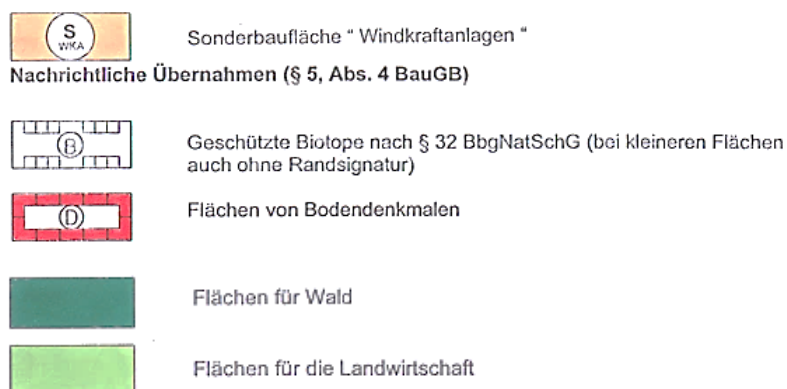 S
WKA
Sonderbaufläche “ Windkraftanlagen “
Nachrichtliche Übernahmen (§ 5, Abs. 4 BauGB)
B
Geschützte Biotope nach § 32 BbgNatSchG (bei kleineren Flächen
auch ohne Randsignatur)
D
Flächen von Bodendenkmalen
Flächen für Wald
Flächen für die Landwirtschaft